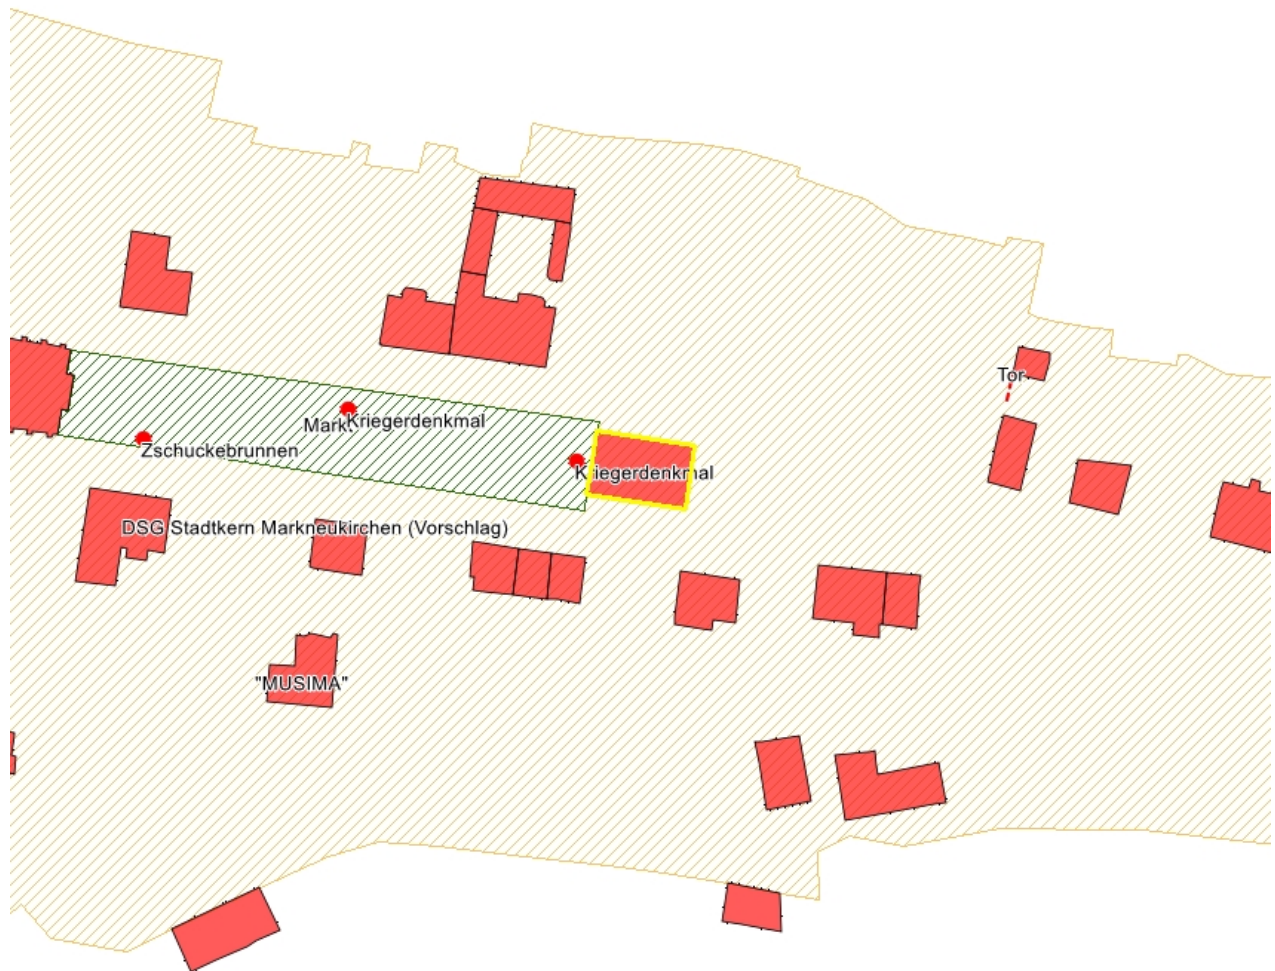 Tor
Markt
Kriegerdenkmal
Zschuckebrunnen
Kriegerdenkmal
DSG Stadtkern Markneukirchen (Vorschlag)
"MUSIMA"